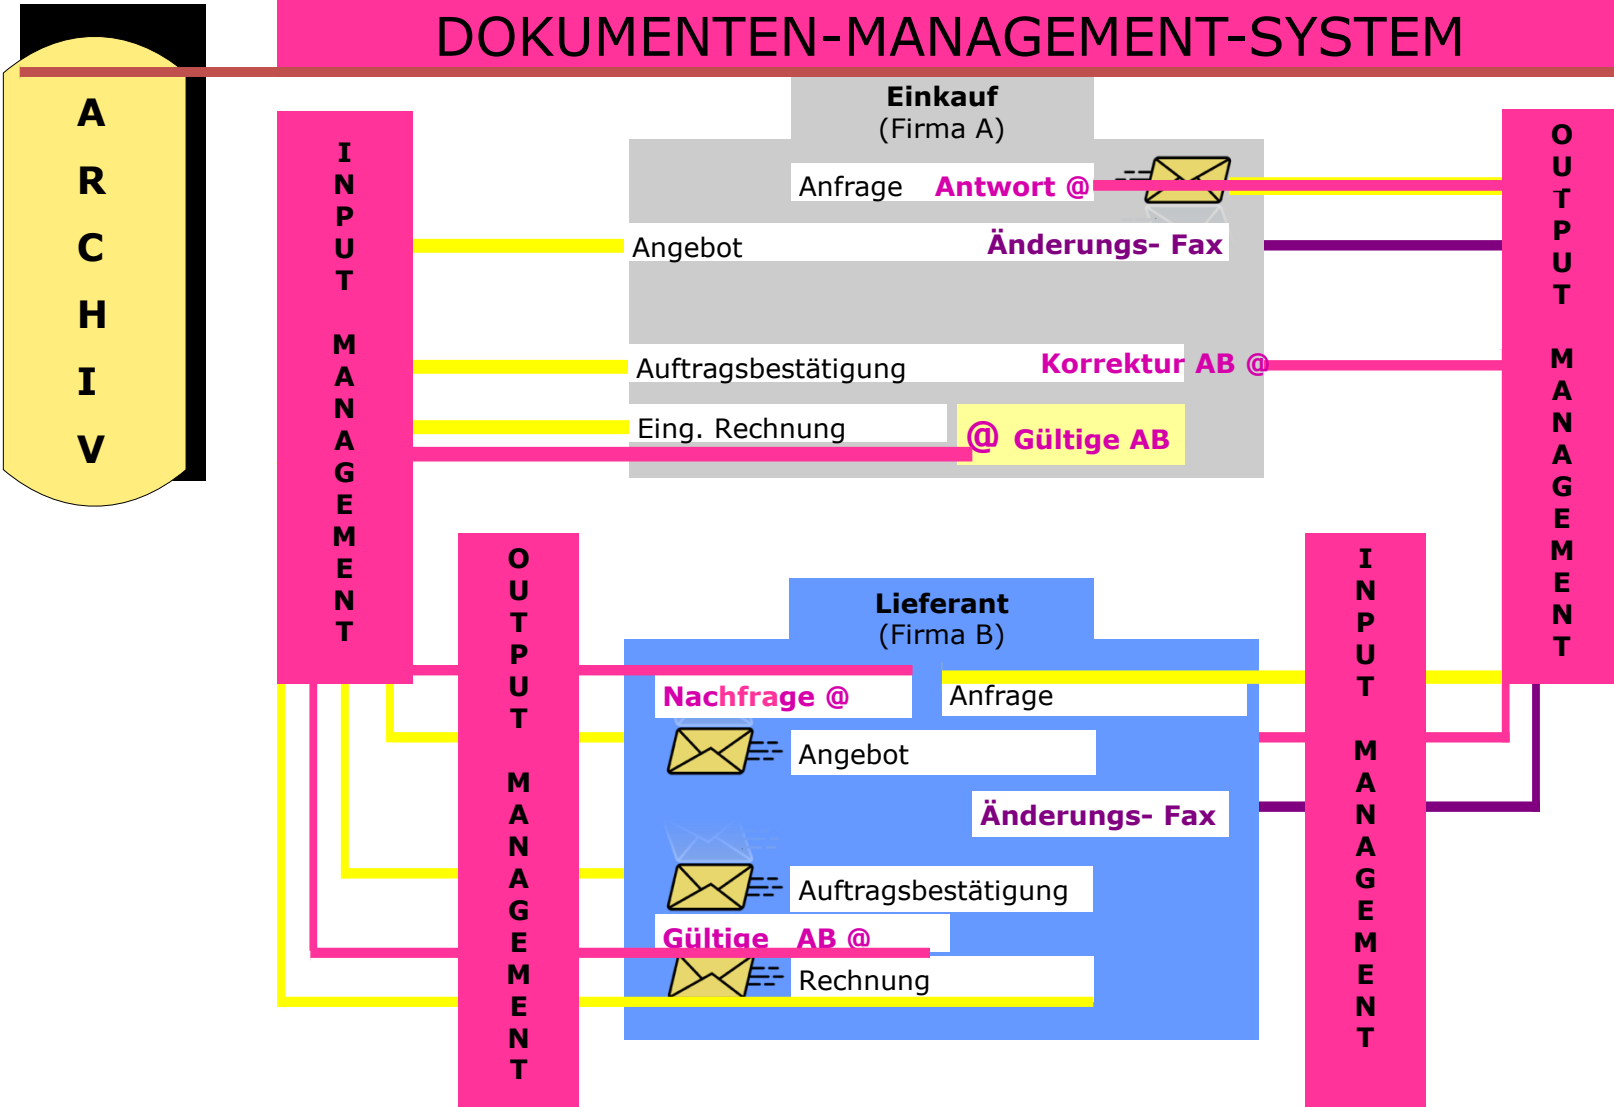 DOKUMENTEN-MANAGEMENT-SYSTEM
ARCHIV
INPUT MANAGEMENT
Einkauf
(Firma A)
Anfrage Antwort @
Angebot Änderungs- Fax
Auftragsbestätigung Korrektur AB @
Eing. Rechnung @ Gültige AB
OUTPUT MANAGEMENT
OUTPUT MANAGEMENT
Lieferant
(Firma B)
Nachfrage @ Anfrage
Angebot
Änderungs- Fax
Auftragsbestätigung
Gültige AB @
Rechnung
INPUT MANAGEMENT